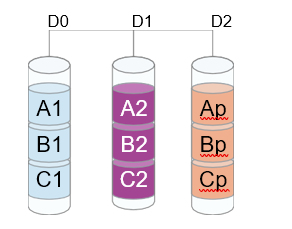 D0 D1 D2
A1 A2 Ap
B1 B2 Bp
C1 C2 Cp